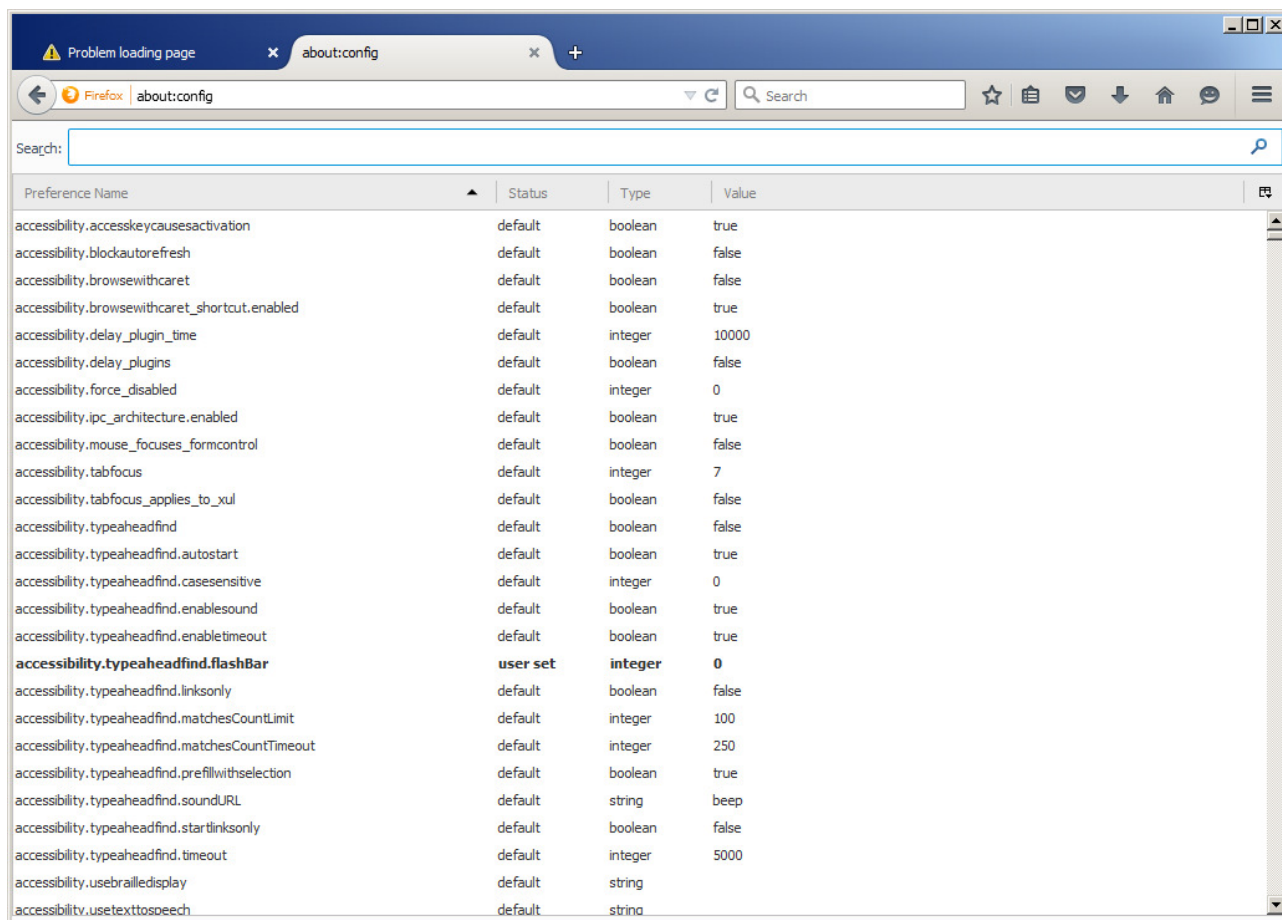 Problem loading page about:config
Firefox about:config Search
Search:
Preference Name Status Type Value
accessibility.accesskeycausesactivation default boolean true
accessibility.blockautorefresh default boolean false
accessibility.browsewithcaret default boolean false
accessibility.browsewithcaret_shortcut.enabled default boolean true
accessibility.delay_plugin_time default integer 10000
accessibility.delay_plugins default boolean false
accessibility.force_disabled default integer 0
accessibility.ipc_architecture.enabled default boolean true
accessibility.mouse_focuses_formcontrol default boolean false
accessibility.tabfocus default integer 7
accessibility.tabfocus_applies_to_xul default boolean false
accessibility.typeaheadfind default boolean false
accessibility.typeaheadfind.autostart default boolean true
accessibility.typeaheadfind.casesensitive default integer 0
accessibility.typeaheadfind.enablesound default boolean true
accessibility.typeaheadfind.enabletimeout default boolean true
accessibility.typeaheadfind.flashBar user set integer 0
accessibility.typeaheadfind.linksonly default boolean false
accessibility.typeaheadfind.matchesCountLimit default integer 100
accessibility.typeaheadfind.matchesCountTimeout default integer 250
accessibility.typeaheadfind.prefillwithselection default boolean true
accessibility.typeaheadfind.soundURL default string beep
accessibility.typeaheadfind.startlinksonly default boolean false
accessibility.typeaheadfind.timeout default integer 5000
accessibility.usebrailledisplay default string
accessibility.usetexttospeech default string